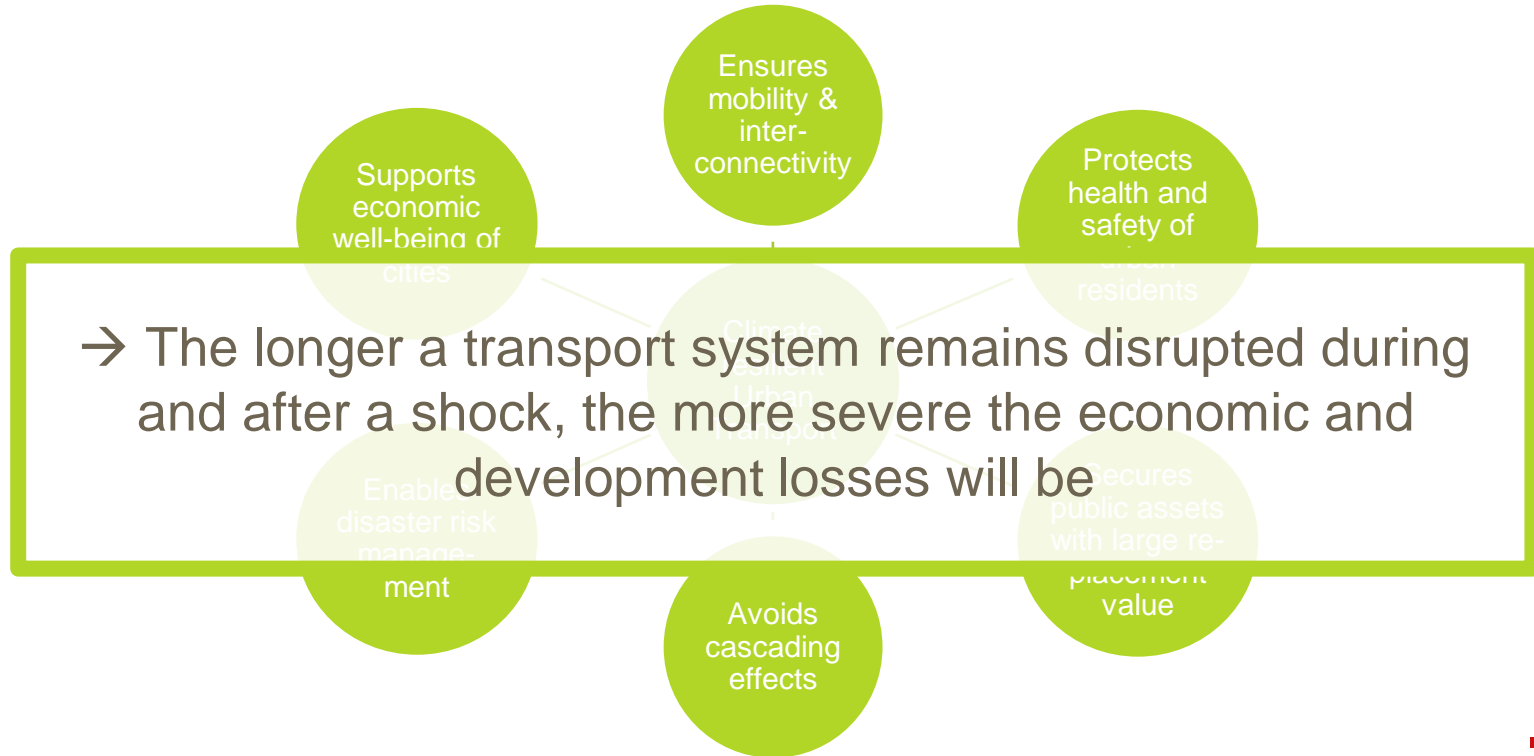 Ensures
mobility &
inter-
connectivity
Protects
health and
safety of
urban
residents
Secures
public assets
with large re-
placement
value
Avoids
cascading
effects
Enables
disaster risk
manage-
ment
Supports
economic
well-being of
cities
Climate
Resilient
Urban
Transport
→ The longer a transport system remains disrupted during
and after a shock, the more severe the economic and
development losses will be